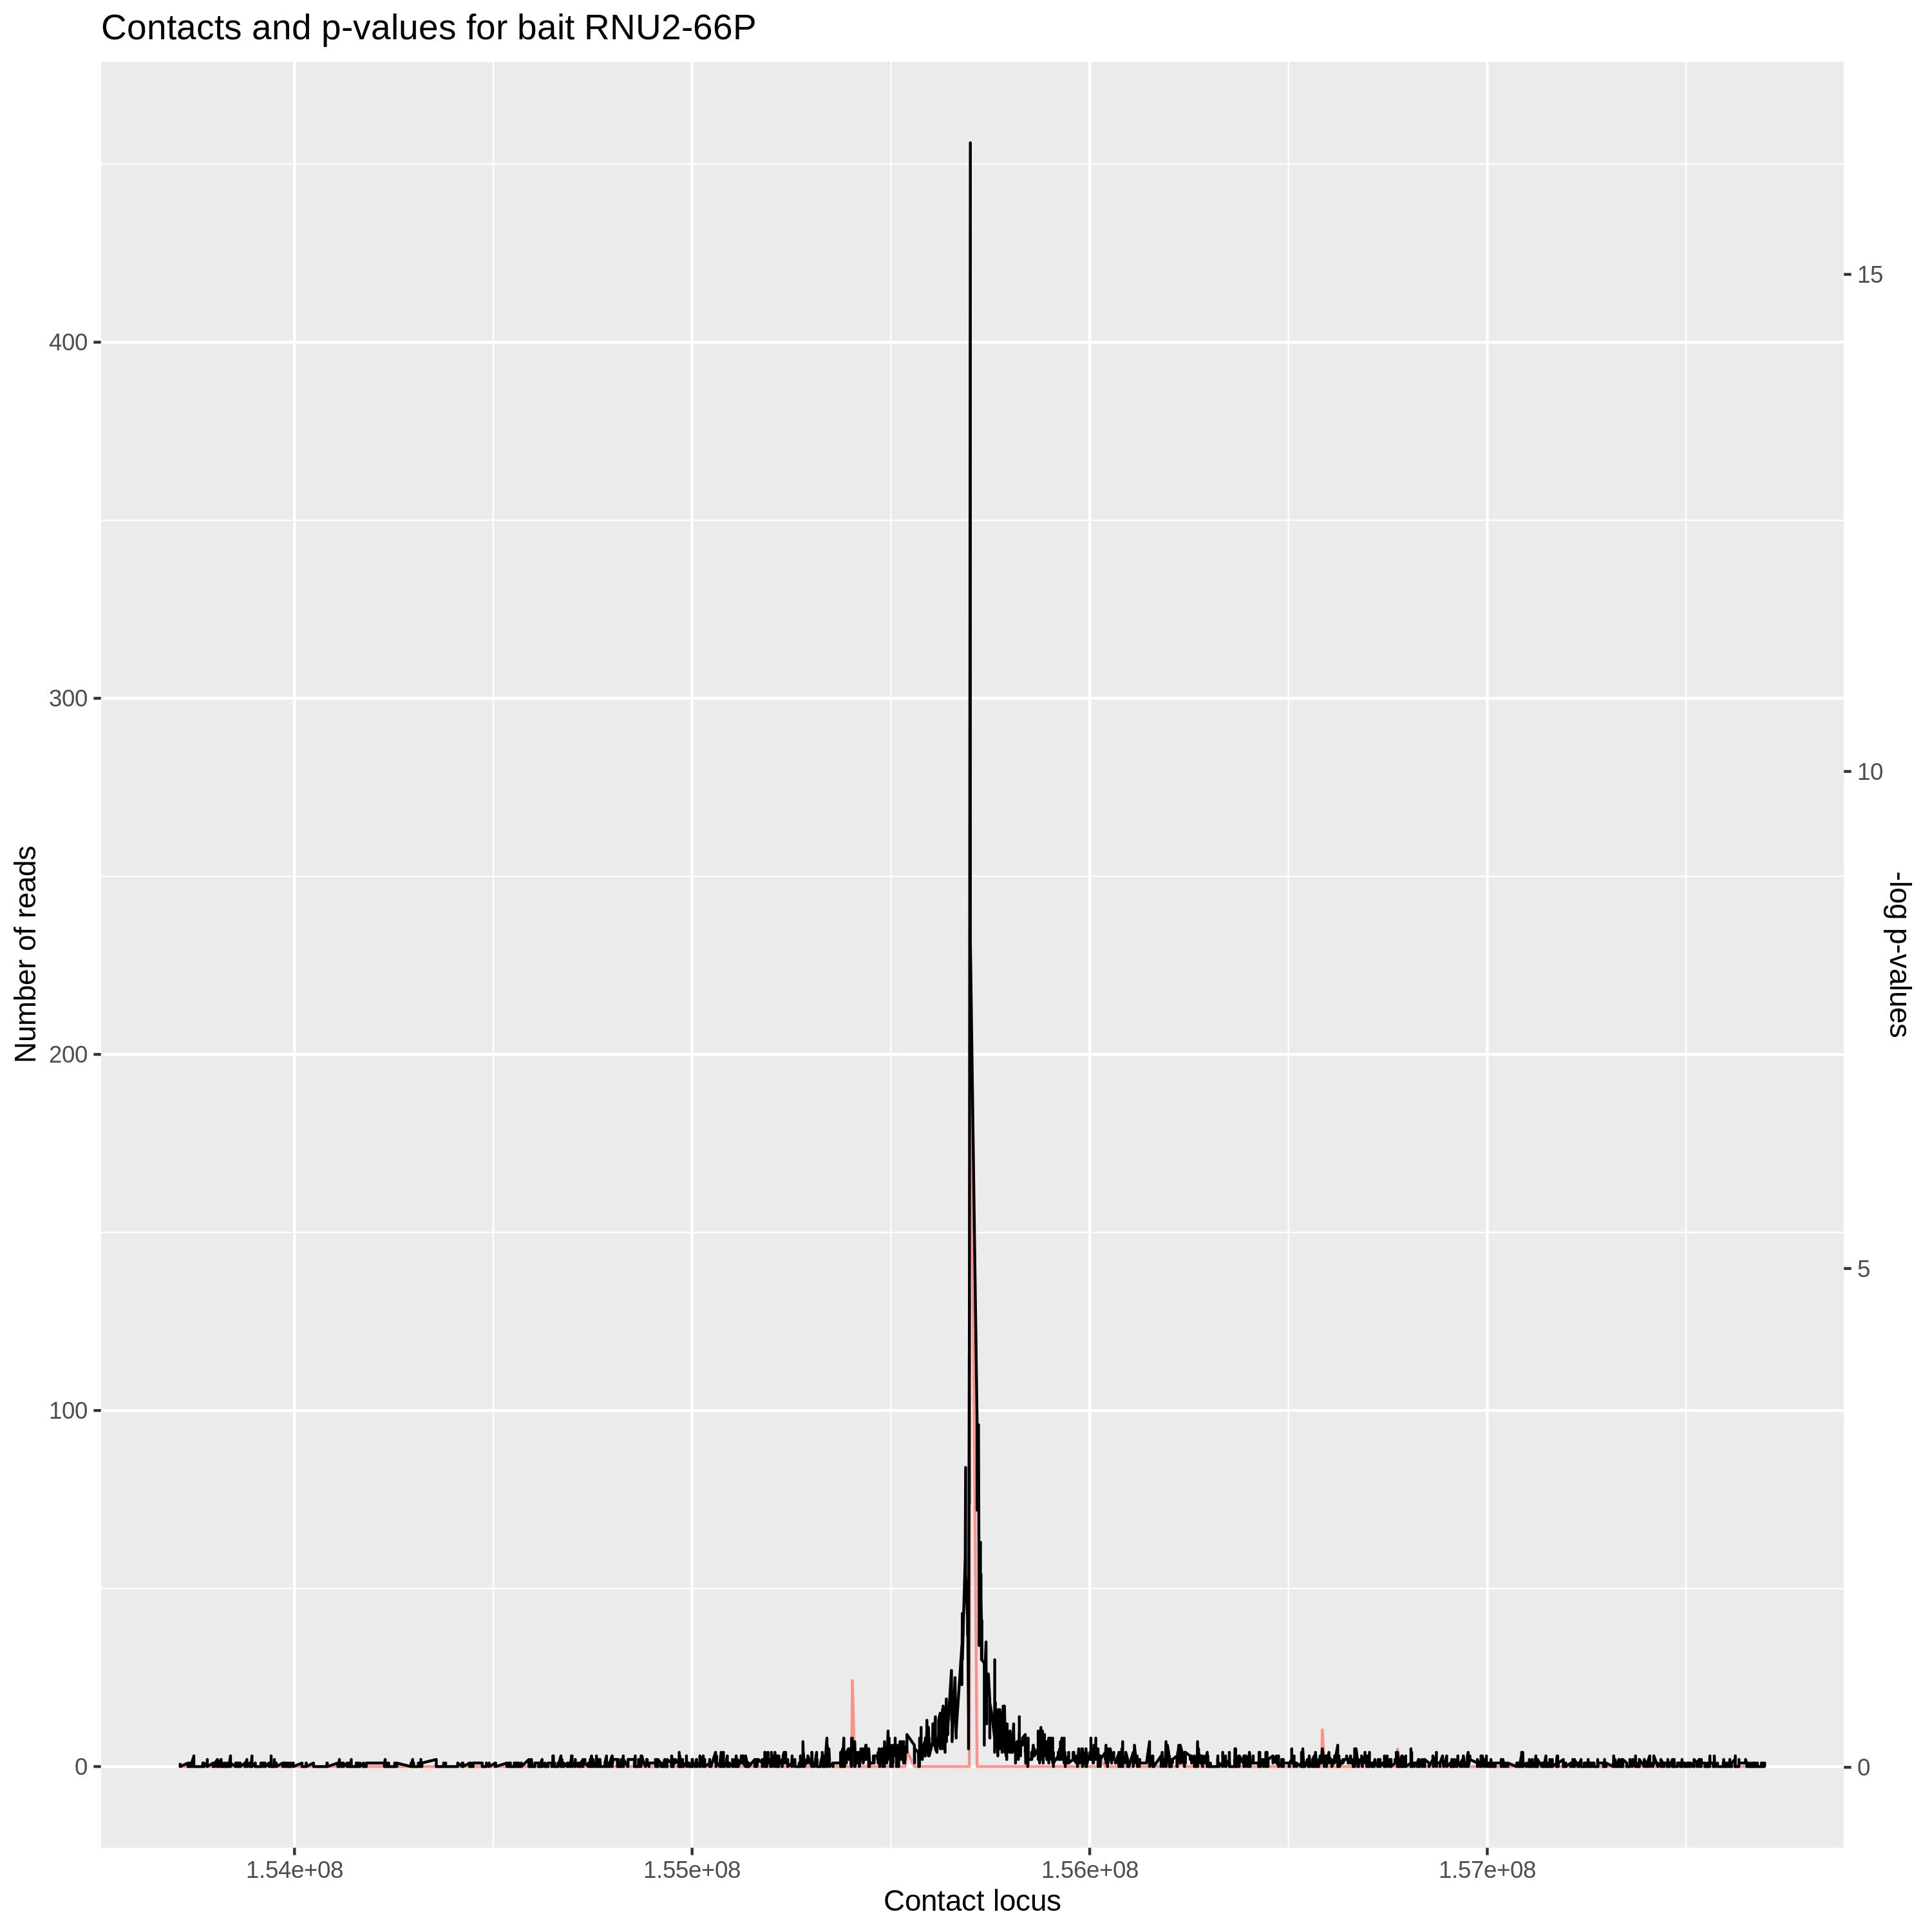 Contacts and p-values for bait RNU2-66P
Number of reads
400
300
200
100
0
15
10
5
0
-log p-values
1.54e+08
1.55e+08
1.56e+08
1.57e+08
Contact locus